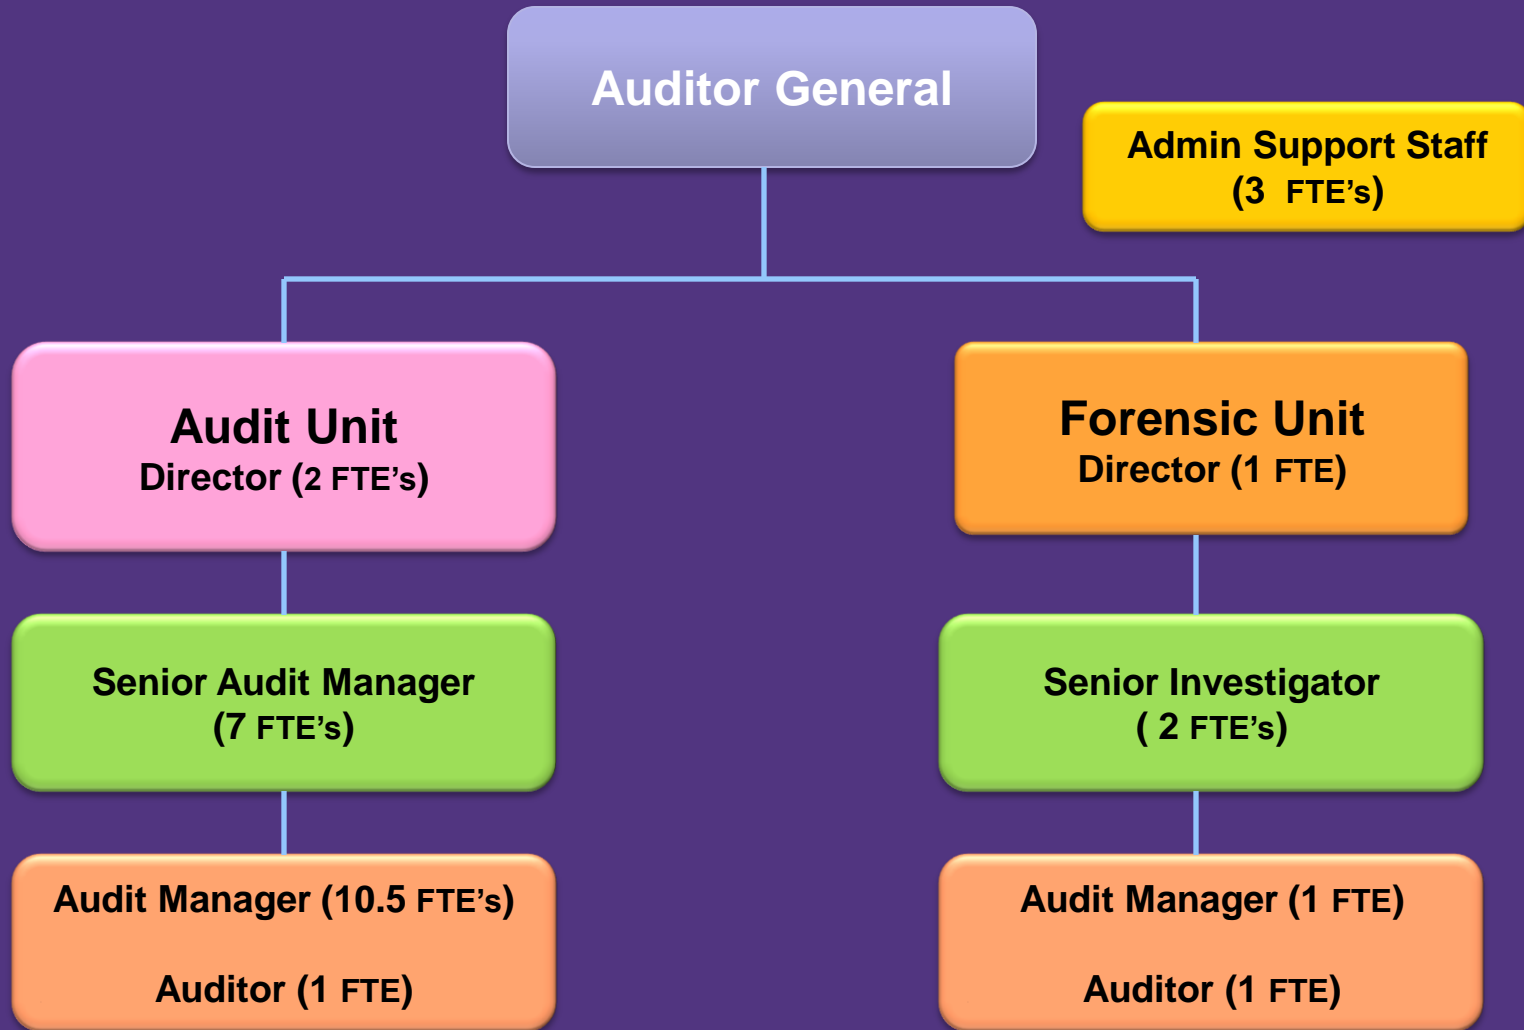 Auditor General
Admin Support Staff
(3 FTE’s)
Audit Unit
Director (2 FTE’s)
Forensic Unit
Director (1 FTE)
Senior Audit Manager
(7 FTE’s)
Senior Investigator
( 2 FTE’s)
Audit Manager (10.5 FTE’s)
Auditor (1 FTE)
Audit Manager (1 FTE)
Auditor (1 FTE)